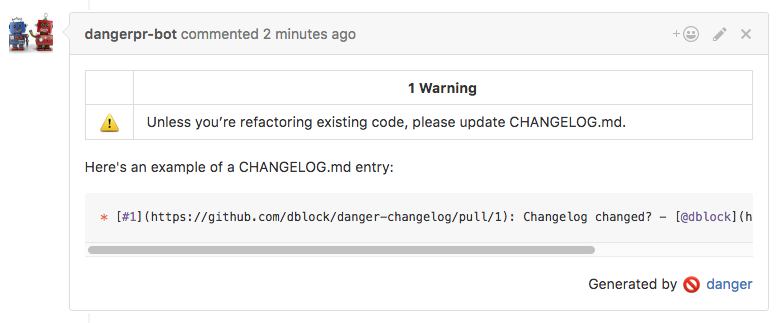 dangerpr-bot commented 2 minutes ago
1 Warning
Unless you’re refactoring existing code, please update CHANGELOG.md.
Here's an example of a CHANGELOG.md entry:
* [#1](https://github.com/dblock/danger-changelog/pull/1): Changelog changed? - [@dblock](h
Generated by 🚫 danger